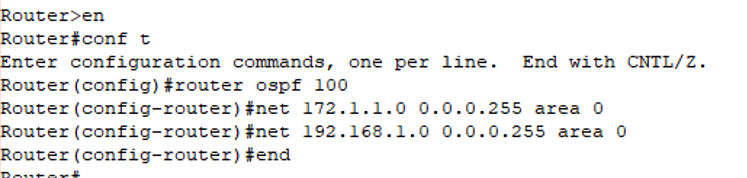 Router>en
Router#conf t
Enter configuration commands, one per line.  End with CNTL/Z.
Router(config)#router ospf 100
Router(config-router)#net 172.1.1.0 0.0.0.255 area 0
Router(config-router)#net 192.168.1.0 0.0.0.255 area 0
Router(config-router)#end
Router#